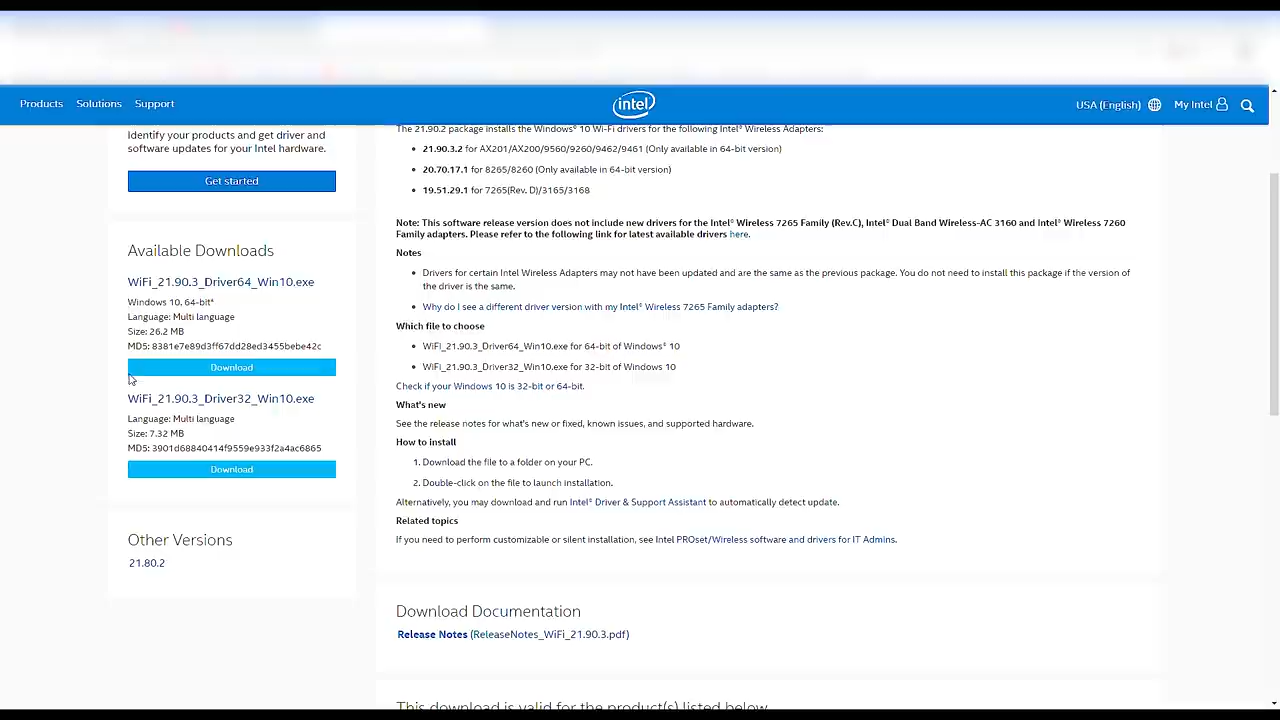 Products Solutions Support
intel
USA (English) My Intel
Identify your products and get driver and
software updates for your Intel hardware.
Get started
Available Downloads
WiFi_21.90.3_Driver64_Win10.exe
Windows 10, 64-bit*
Language: Multi language
Size: 26.2 MB
MD5: 8381e7e89d3ff67dd28ed3455bebe42c
Download
WiFi_21.90.3_Driver32_Win10.exe
Language: Multi language
Size: 7.32 MB
MD5: 3901d68840414f9559e933f2a4ac6865
Download
Other Versions
21.80.2
The 21.90.2 package installs the Windows® 10 Wi-Fi drivers for the following Intel® Wireless Adapters:
21.90.3.2 for AX201/AX200/9560/9260/9462/9461 (Only available in 64-bit version)
20.70.17.1 for 8265/8260 (Only available in 64-bit version)
19.51.29.1 for 7265(Rev. D)/3165/3168
Note: This software release version does not include new drivers for the Intel® Wireless 7265 Family (Rev.C), Intel® Dual Band Wireless-AC 3160 and Intel® Wireless 7260
Family adapters. Please refer to the following link for latest available drivers here.
Notes
Drivers for certain Intel Wireless Adapters may not have been updated and are the same as the previous package. You do not need to install this package if the version of
the driver is the same.
Why do I see a different driver version with my Intel® Wireless 7265 Family adapters?
Which file to choose
WiFi_21.90.3_Driver64_Win10.exe for 64-bit of Windows® 10
WiFi_21.90.3_Driver32_Win10.exe for 32-bit of Windows 10
Check if your Windows 10 is 32-bit or 64-bit.
What's new
See the release notes for what's new or fixed, known issues, and supported hardware.
How to install
1. Download the file to a folder on your PC.
2. Double-click on the file to launch installation.
Alternatively, you may download and run Intel® Driver & Support Assistant to automatically detect update.
Related topics
If you need to perform customizable or silent installation, see Intel PROset/Wireless software and drivers for IT Admins.
Download Documentation
Release Notes (ReleaseNotes_WiFi_21.90.3.pdf)
This download is valid for the product(s) listed below.